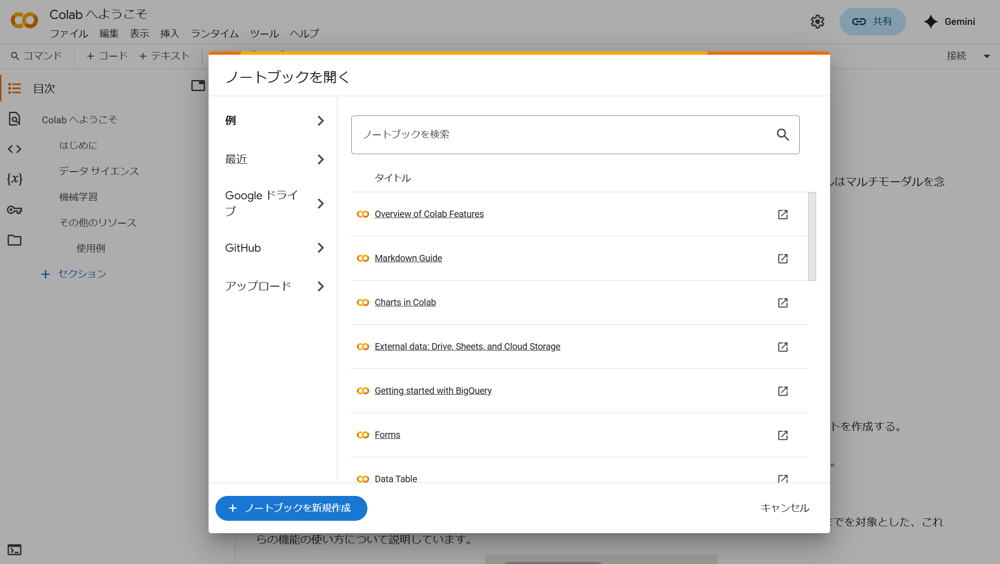 Colab へようこそ
ファイル 編集 表示 挿入 ランタイム ツール ヘルプ
共有
Gemini
コマンド
+ コード + テキスト
接続
目次
Colab へようこそ
はじめに
データ サイエンス
機械学習
その他のリソース
使用例
+ セクション
ノートブックを開く
例
最近
Google ドライ
ブ
GitHub
アップロード
ノートブックを検索
タイトル
Overview of Colab Features
Markdown Guide
Charts in Colab
External data: Drive, Sheets, and Cloud Storage
Getting started with BigQuery
Forms
Data Table
+ ノートブックを新規作成
キャンセル
はマルチモーダルを念
トを作成する。
。
でを対象とした、これ
らの機能の使い方について説明しています。